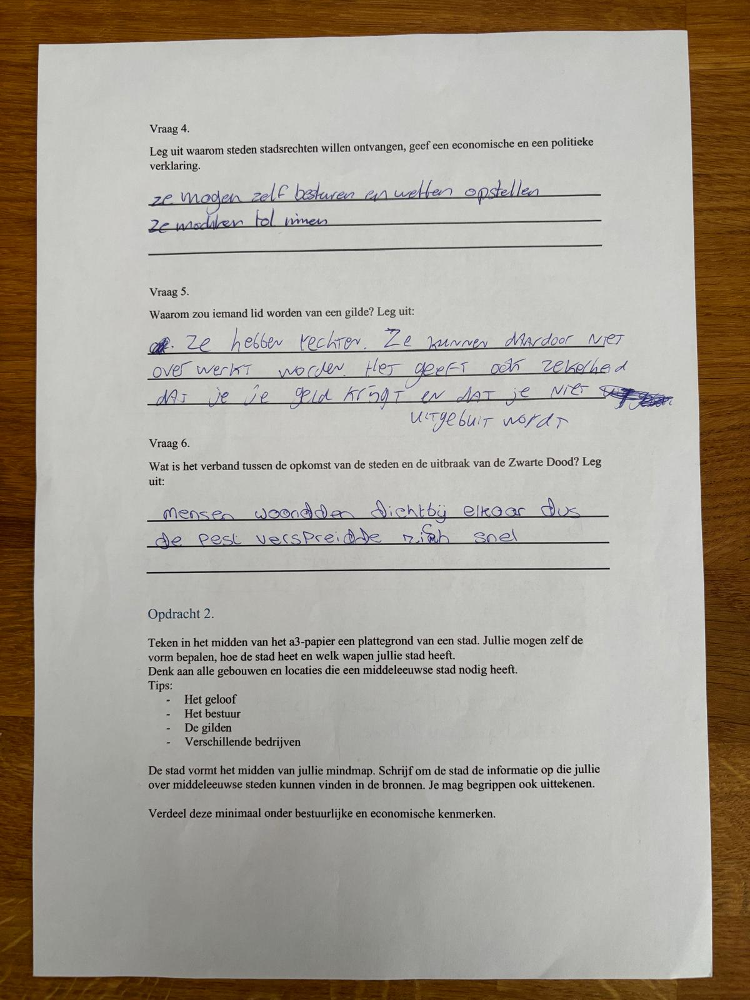 Vraag 4.
Leg uit waarom steden stadsrechten willen ontvangen, geef een economische en een politieke
verklaring.
ze mogen zelf besturen en wetten opstellen
ze mochten tol innen
Vraag 5.
Waarom zou iemand lid worden van een gilde? Leg uit:
Ze hebben rechten. Ze kunnen dAArdoor NIET
over werkT worden. HeT geefT ook zekerheid
dAT je je geld krijgT en dAT je NIeT
uiTgebuiT wordT
Vraag 6.
Wat is het verband tussen de opkomst van de steden en de uitbraak van de Zwarte Dood? Leg
uit:
mensen woondden dichtbij elkaar dus
de pest verspreidde zich snel
Opdracht 2.
Teken in het midden van het a3-papier een plattegrond van een stad. Jullie mogen zelf de
vorm bepalen, hoe de stad heet en welk wapen jullie stad heeft.
Denk aan alle gebouwen en locaties die een middeleeuwse stad nodig heeft.
Tips:
- Het geloof
- Het bestuur
- De gilden
- Verschillende bedrijven
De stad vormt het midden van jullie mindmap. Schrijf om de stad de informatie op die jullie
over middeleeuwse steden kunnen vinden in de bronnen. Je mag begrippen ook uittekenen.
Verdeel deze minimaal onder bestuurlijke en economische kenmerken.